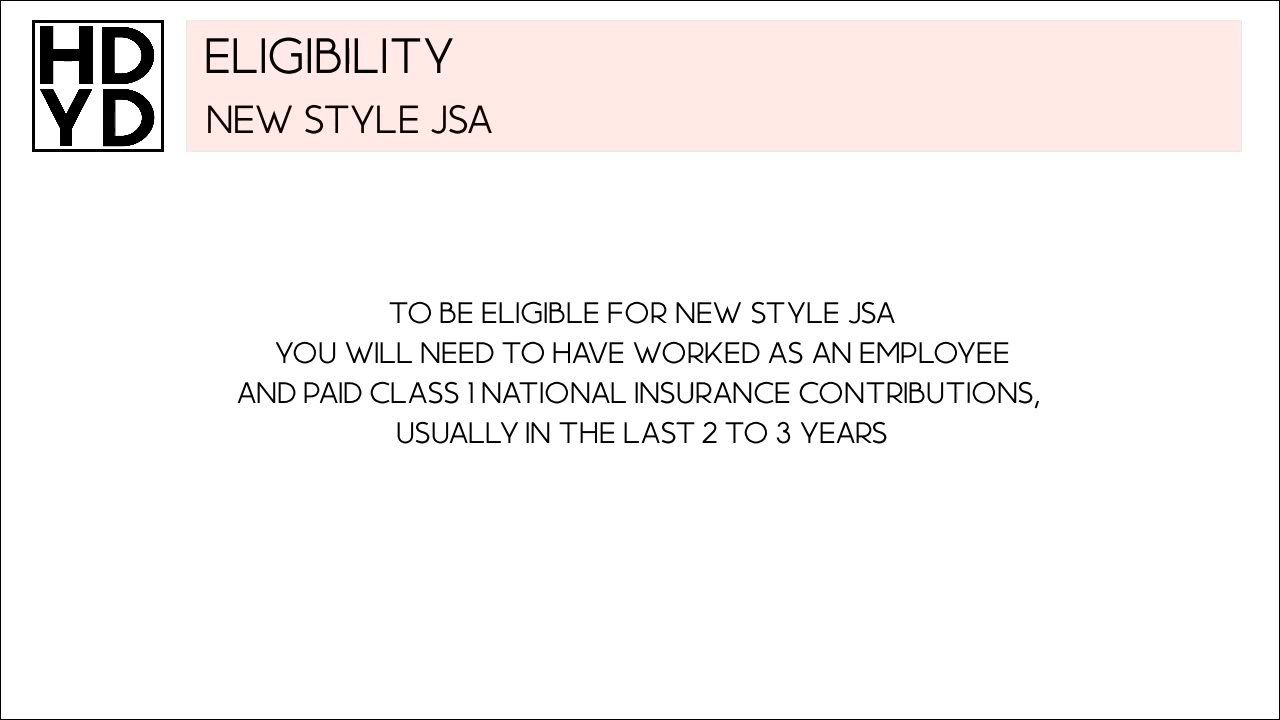 HD
YD
ELIGIBILITY
NEW STYLE JSA
TO BE ELIGIBLE FOR NEW STYLE JSA
YOU WILL NEED TO HAVE WORKED AS AN EMPLOYEE
AND PAID CLASS 1 NATIONAL INSURANCE CONTRIBUTIONS,
USUALLY IN THE LAST 2 TO 3 YEARS